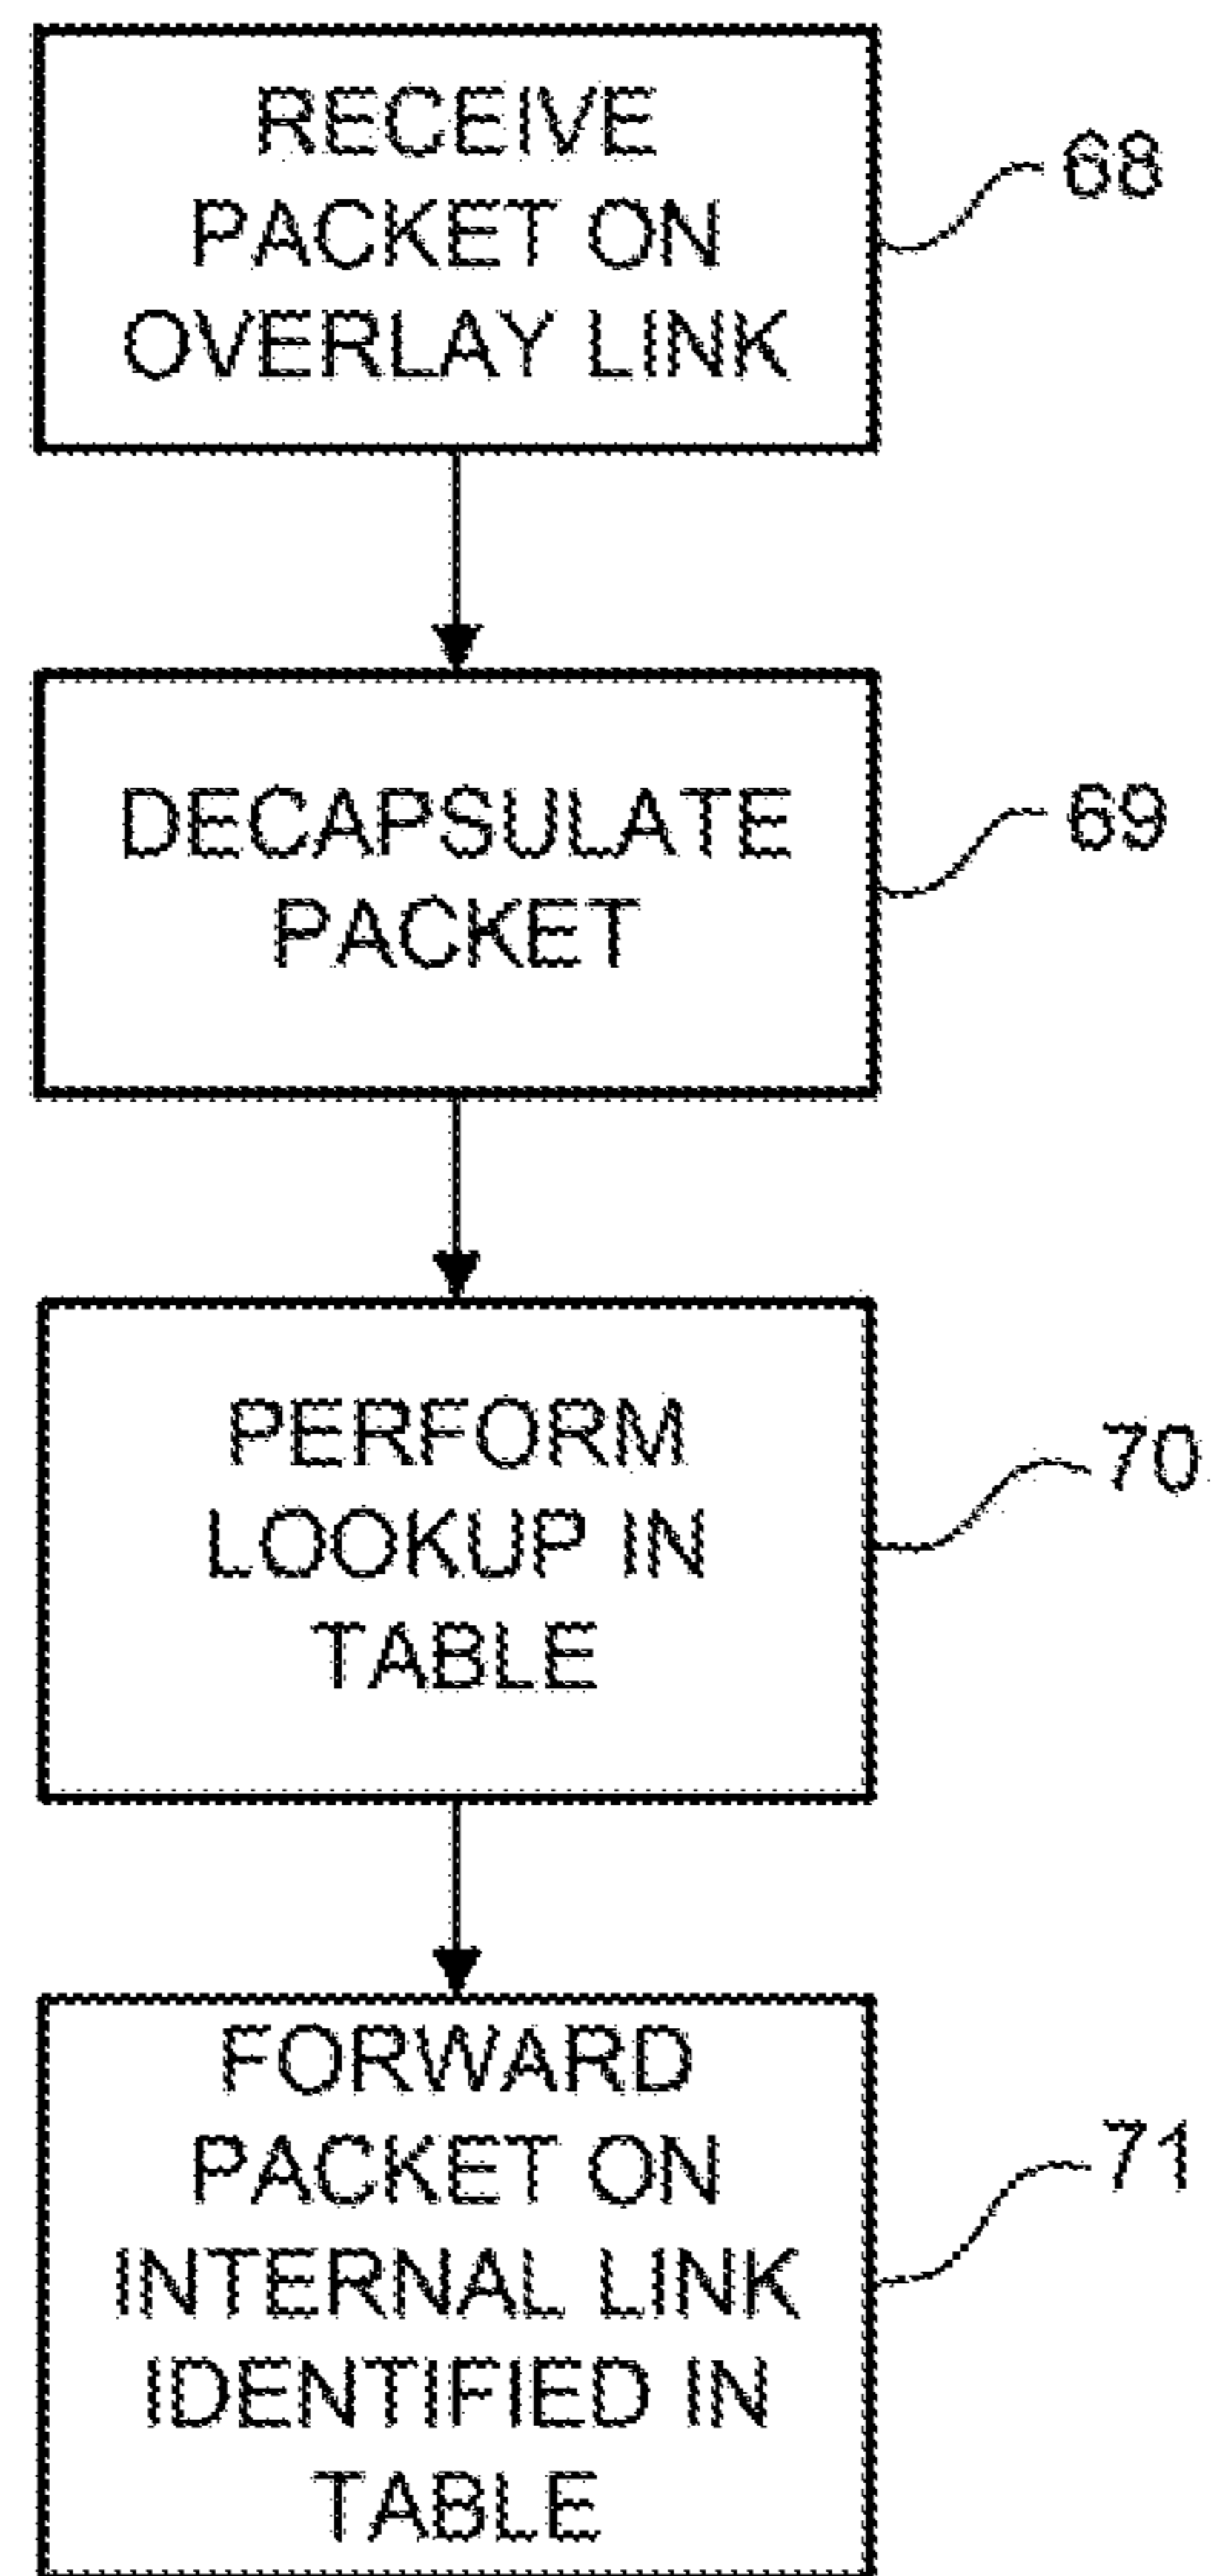 RECEIVE
PACKET ON
OVERLAY LINK
68
DECAPSULATE
PACKET
69
PERFORM
LOOKUP IN
TABLE
70
FORWARD
PACKET ON
INTERNAL LINK
IDENTIFIED IN
TABLE
71